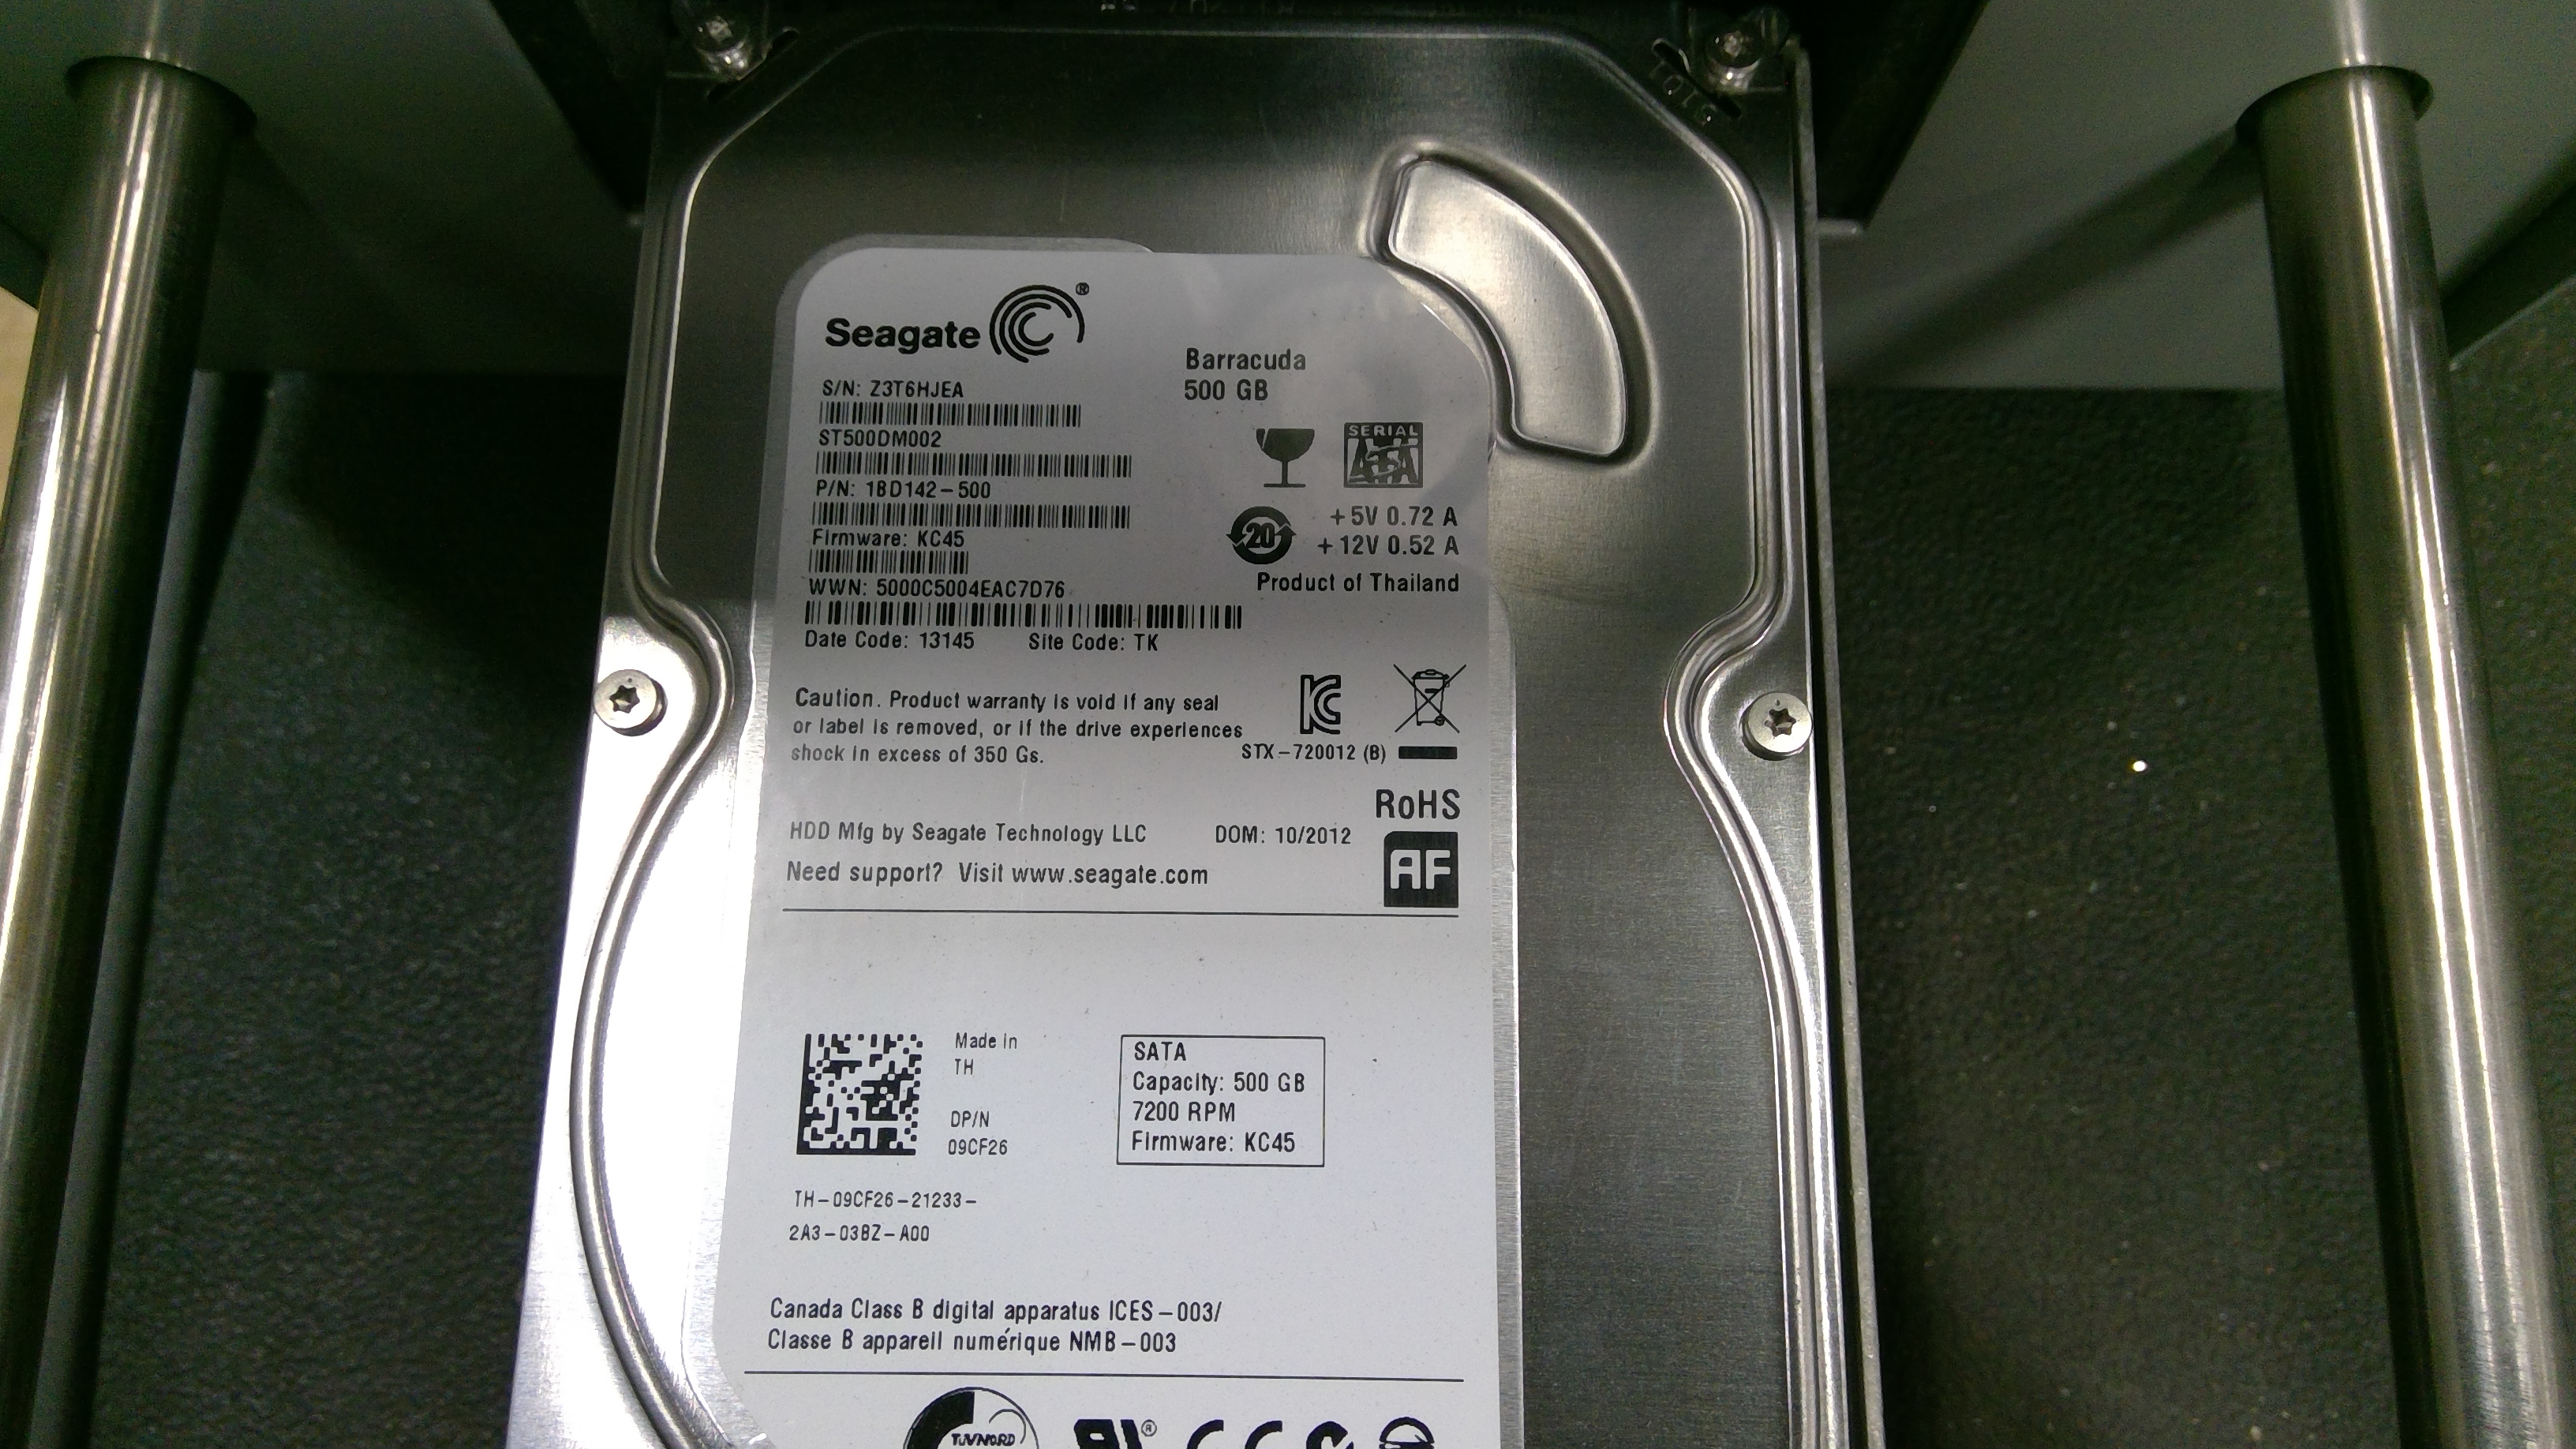 Seagate ®
Barracuda
500 GB
S/N: Z3T6HJEA
ST500DM002
P/N: 1BD142-500
Firmware: KC45
WWN: 5000C5004EAC7D76
Date Code: 13145 Site Code: TK
SERIAL
ATA
20
+5V 0.72 A
+12V 0.52 A
Product of Thailand
Caution. Product warranty is void if any seal
or label is removed, or if the drive experiences
shock in excess of 350 Gs.
STX-720012 (B)
RoHS
AF
HDD Mfg by Seagate Technology LLC DOM: 10/2012
Need support? Visit www.seagate.com
Made in
TH
DP/N
09CF26
SATA
Capacity: 500 GB
7200 RPM
Firmware: KC45
TH-09CF26-21233-
2A3-03BZ-A00
Canada Class B digital apparatus ICES-003/
Classe B appareil numérique NMB-003
TUVNORD